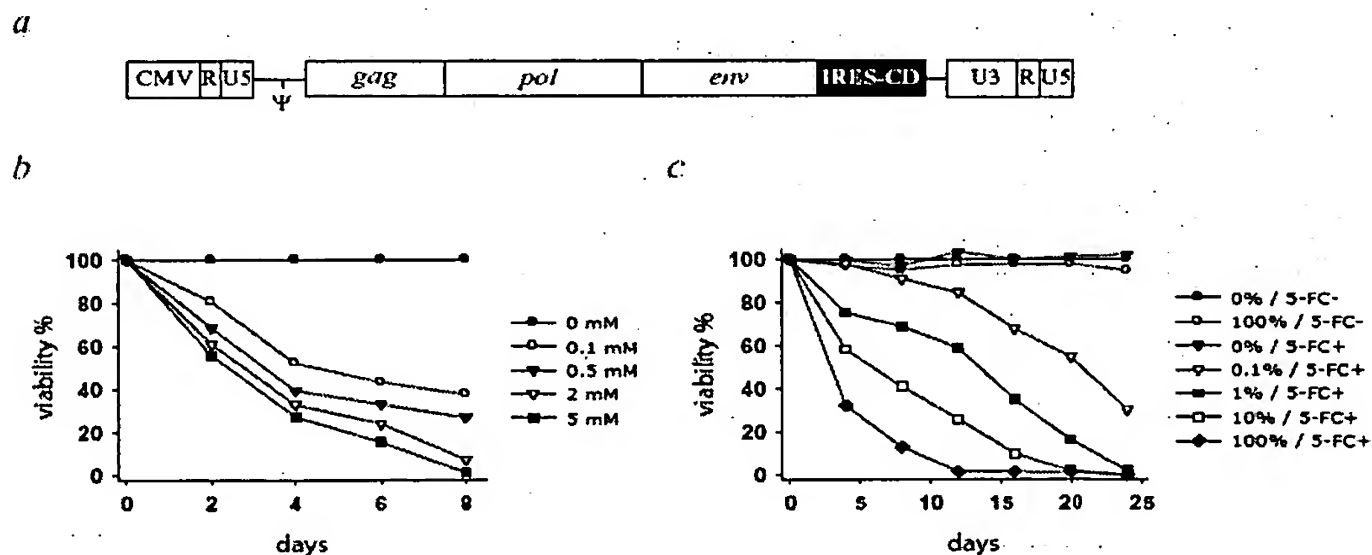 a
CMV R U5 Ψ gag pol env IRES-CD U3 R U5
b
viability %
100
80
60
40
20
0
0 2 4 6 8
days
0 mM
0.1 mM
0.5 mM
2 mM
5 mM
c
viability %
100
80
60
40
20
0
0 5 10 15 20 25
days
0% / 5-FC-
100% / 5-FC-
0% / 5-FC+
0.1% / 5-FC+
1% / 5-FC+
10% / 5-FC+
100% / 5-FC+